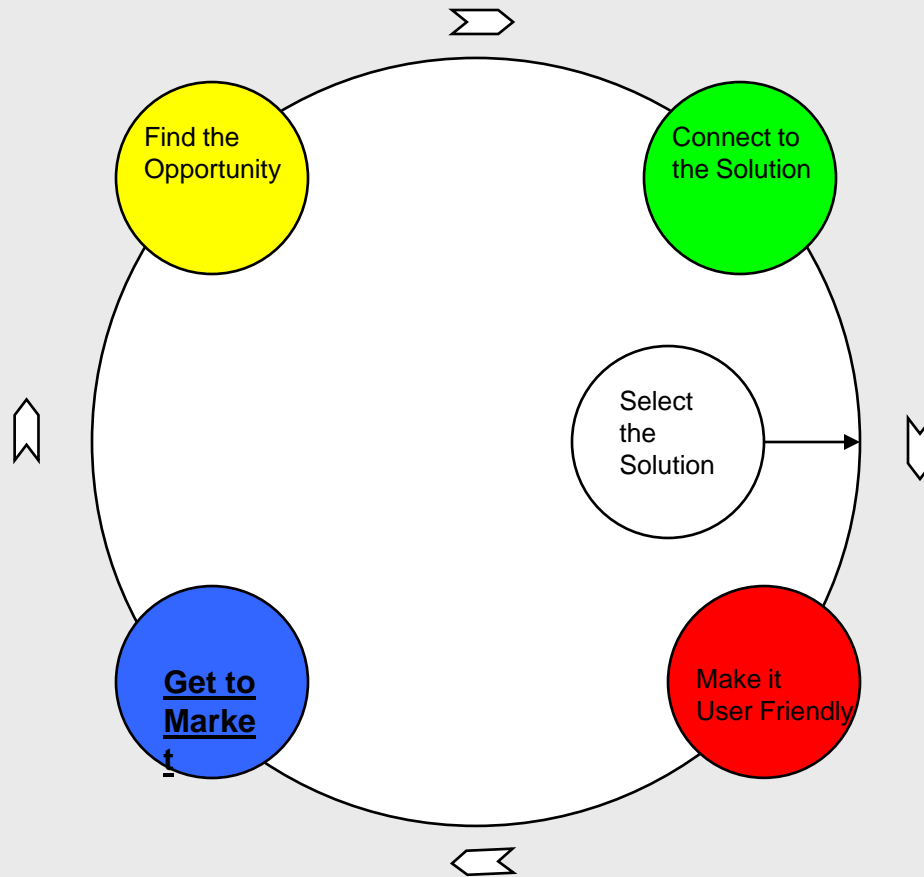 Find the
Opportunity
Connect to
the Solution
Select
the
Solution
Make it
User Friendly
Get to
Marke
t